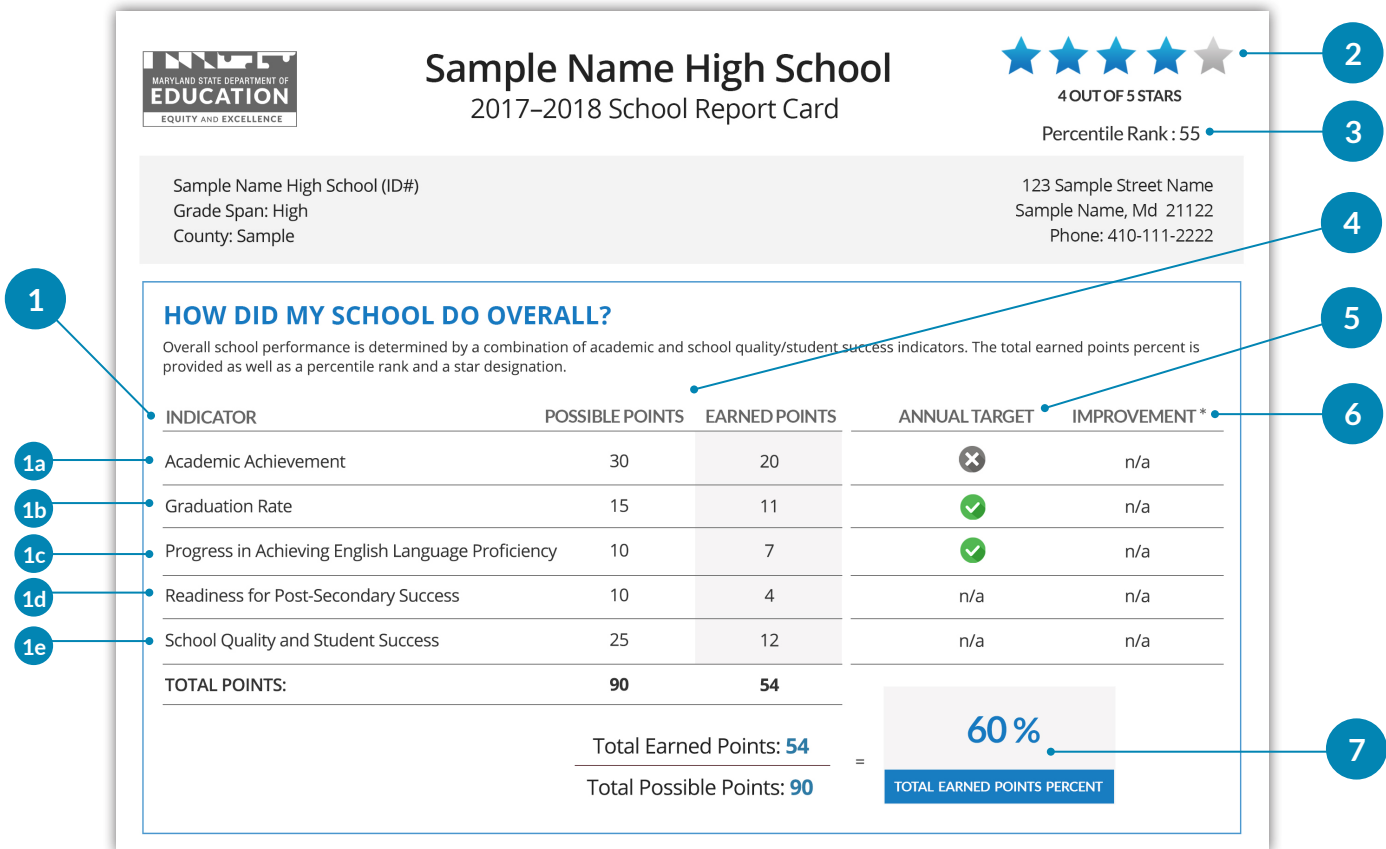 MARYLAND STATE DEPARTMENT OF
EDUCATION
EQUITY AND EXCELLENCE
Sample Name High School
2017–2018 School Report Card
4 OUT OF 5 STARS
2
Percentile Rank : 55
3
Sample Name High School (ID#)
Grade Span: High
County: Sample
123 Sample Street Name
Sample Name, Md 21122
Phone: 410-111-2222
4
1
HOW DID MY SCHOOL DO OVERALL?
5
Overall school performance is determined by a combination of academic and school quality/student success indicators. The total earned points percent is
provided as well as a percentile rank and a star designation.
INDICATOR POSSIBLE POINTS EARNED POINTS ANNUAL TARGET IMPROVEMENT *
6
1a Academic Achievement 30 20 n/a
1b Graduation Rate 15 11 n/a
1c Progress in Achieving English Language Proficiency 10 7 n/a
1d Readiness for Post-Secondary Success 10 4 n/a n/a
1e School Quality and Student Success 25 12 n/a n/a
TOTAL POINTS: 90 54
Total Earned Points: 54
Total Possible Points: 90
=
60 %
TOTAL EARNED POINTS PERCENT
7